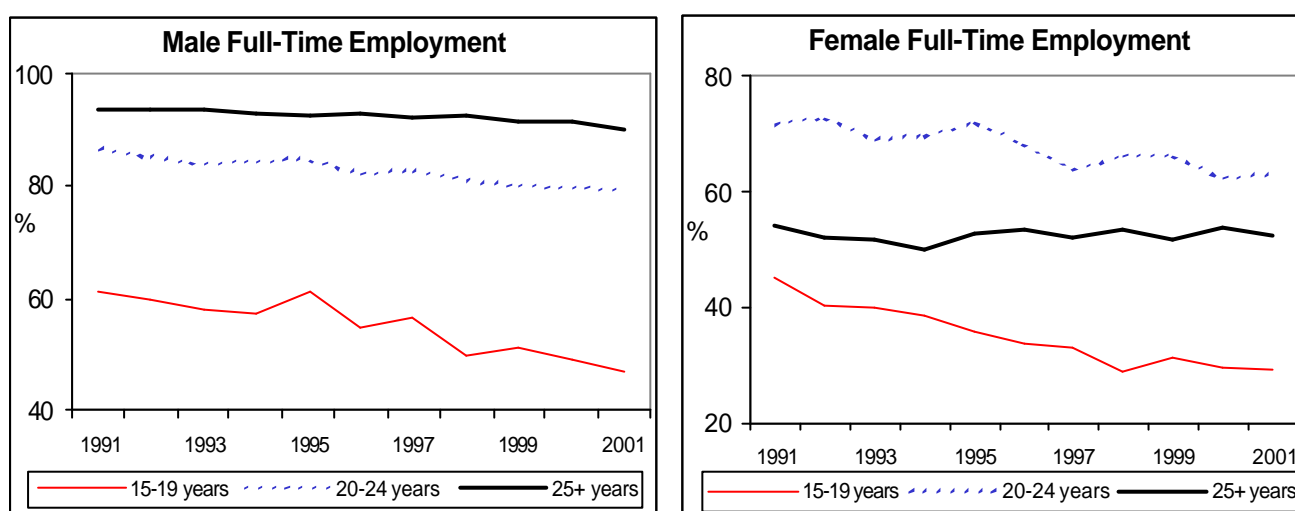 Male Full-Time Employment
100
80
%
60
40
1991 1993 1995 1997 1999 2001
15-19 years 20-24 years 25+ years
Female Full-Time Employment
80
60
%
40
20
1991 1993 1995 1997 1999 2001
15-19 years 20-24 years 25+ years